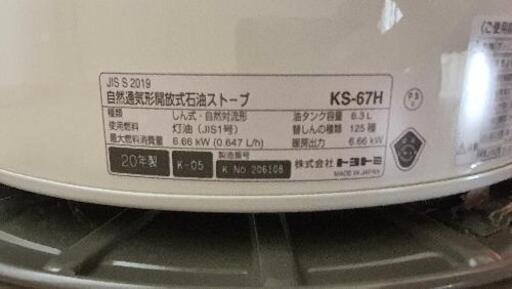 JIS S 2019
自然通気形開放式石油ストーブ KS-67H
種類 しん式・自然対流形 油タンク容量 6.3 L
使用燃料 灯油（JIS1号） 替しんの種類 125 種
最大燃料消費量 6.66 kW (0.647 L/h) 暖房出力 6.66 kW
20年製 K-05 製造番号 K No 206108 株式会社トヨトミ
MADE IN JAPAN
（ご使用前